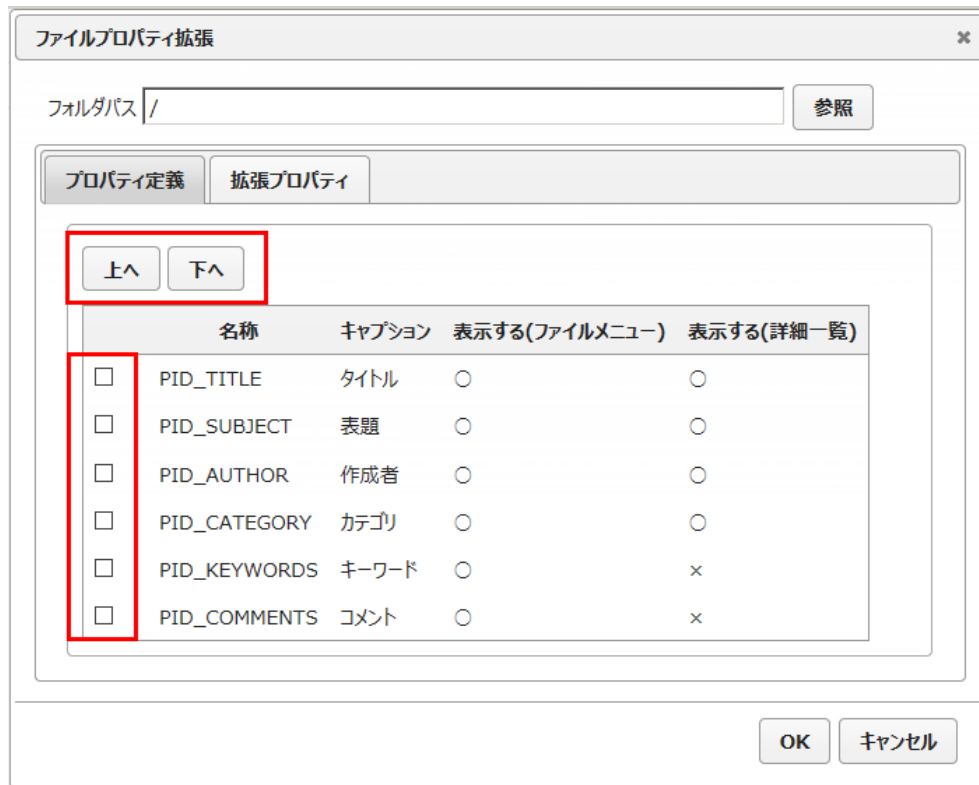 ファイルプロパティ拡張
フォルダパス / 参照
プロパティ定義 拡張プロパティ
上へ 下へ
名称 キャプション 表示する(ファイルメニュー) 表示する(詳細一覧)
PID_TITLE タイトル ○ ○
PID_SUBJECT 表題 ○ ○
PID_AUTHOR 作成者 ○ ○
PID_CATEGORY カテゴリ ○ ○
PID_KEYWORDS キーワード ○ ×
PID_COMMENTS コメント ○ ×
OK キャンセル